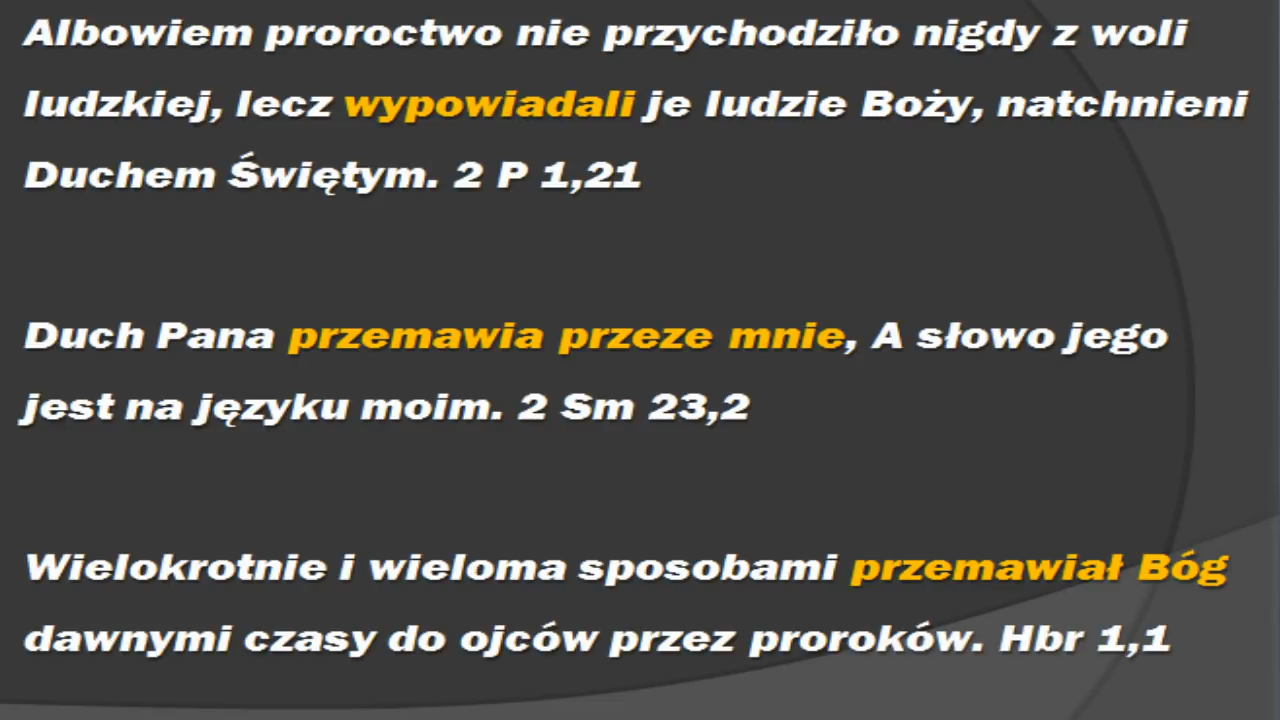 Albowiem proroctwo nie przychodziło nigdy z woli
ludzkiej, lecz wypowiadali je ludzie Boży, natchnieni
Duchem Świętym. 2 P 1,21
Duch Pana przemawia przeze mnie, A słowo jego
jest na języku moim. 2 Sm 23,2
Wielokrotnie i wieloma sposobami przemawiał Bóg
dawnymi czasy do ojców przez proroków. Hbr 1,1